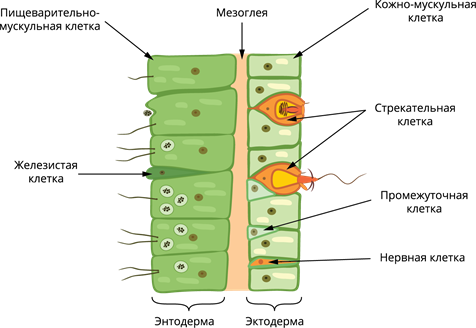 Пищеварительно-
мускульная клетка
Мезоглея
Кожно-мускульная
клетка
Стрекательная
клетка
Железистая
клетка
Промежуточная
клетка
Нервная клетка
Энтодерма
Эктодерма